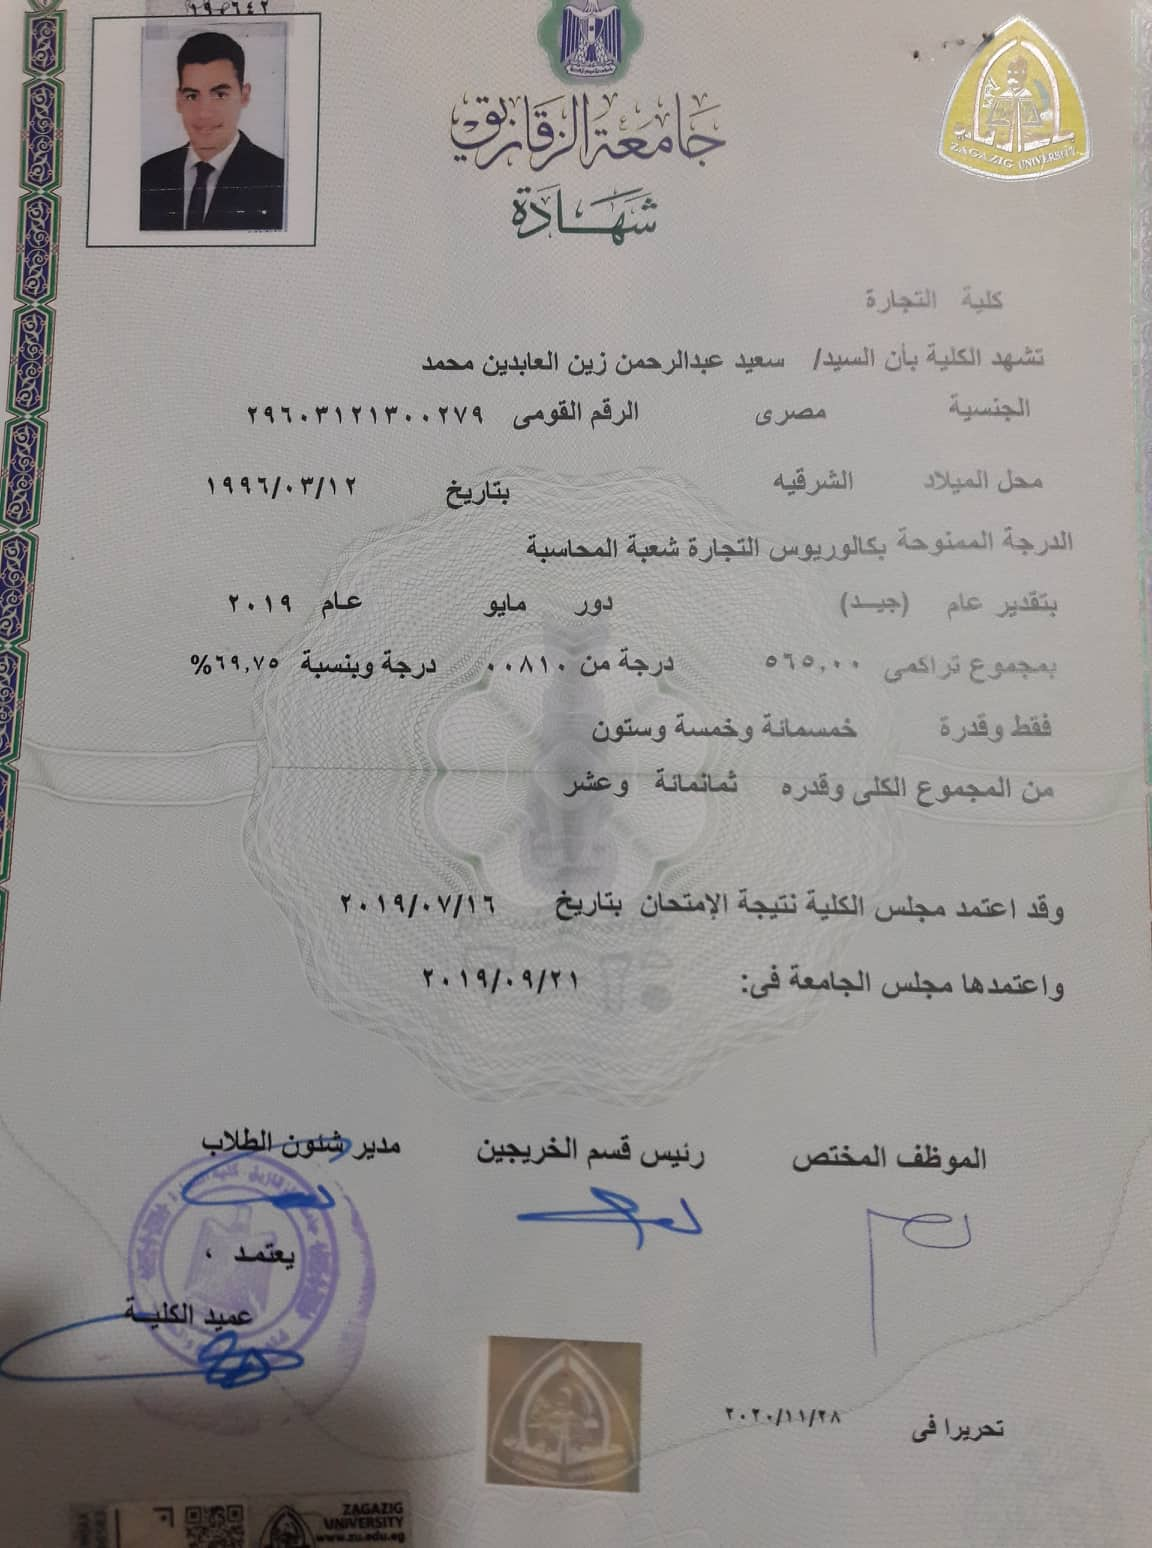 ١٩٠٦٤٢
جامعة الزقازيق
ZAGAZIG UNIVERSITY
شهادة
كلية التجارة
تشهد الكلية بأن السيد/ سعيد عبدالرحمن زين العابدين محمد
الجنسية مصرى الرقم القومى ٢٩٦٠٣١٢١٣٠٠٢٧٩
محل الميلاد الشرقيه بتاريخ ١٩٩٦/٠٣/١٢
الدرجة الممنوحة بكالوريوس التجارة شعبة المحاسبة
بتقدير عام (جيـد) دور مايو عام ٢٠١٩
بمجموع تراكمى ٥٦٥,٠٠ درجة من ٠٠٨١٠ درجة وبنسبة ٦٩,٧٥%
فقط وقدرة خمسمائة وخمسة وستون
من المجموع الكلى وقدره ثمانمائة وعشر
وقد اعتمد مجلس الكلية نتيجة الإمتحان بتاريخ ٢٠١٩/٠٧/١٦
واعتمدها مجلس الجامعة فى: ٢٠١٩/٠٩/٢١
الموظف المختص رئيس قسم الخريجين مدير شئون الطلاب
يعتمد ،
عميد الكليـة
تحريرا فى ٢٠٢٠/١١/٢٨
ZAGAZIG
UNIVERSITY
www.zu.edu.eg